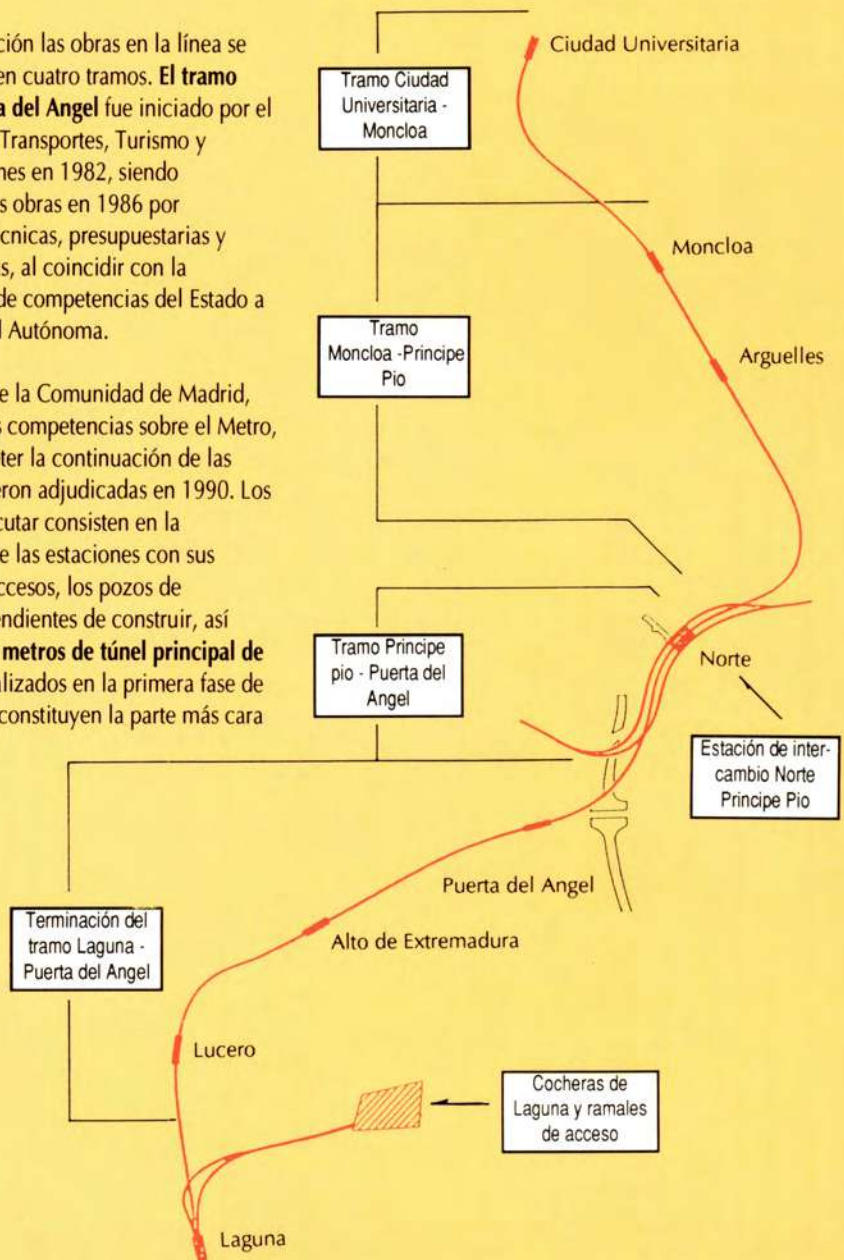 ción las obras en la línea se
en cuatro tramos. El tramo
a del Angel fue iniciado por el
Transportes, Turismo y
nes en 1982, siendo
s obras en 1986 por
cnicas, presupuestarias y
s, al coincidir con la
de competencias del Estado a
l Autónoma.
e la Comunidad de Madrid,
s competencias sobre el Metro,
ter la continuación de las
eron adjudicadas en 1990. Los
cutar consisten en la
e las estaciones con sus
ccesos, los pozos de
endientes de construir, así
metros de túnel principal de
alizados en la primera fase de
constituyen la parte más cara
Ciudad Universitaria
Tramo Ciudad
Universitaria -
Moncloa
Moncloa
Tramo
Moncloa -Principe
Pio
Arguelles
Tramo Principe
pio - Puerta del
Angel
Norte
Estación de inter-
cambio Norte
Principe Pio
Puerta del Angel
Alto de Extremadura
Terminación del
tramo Laguna -
Puerta del Angel
Lucero
Cocheras de
Laguna y ramales
de acceso
Laguna